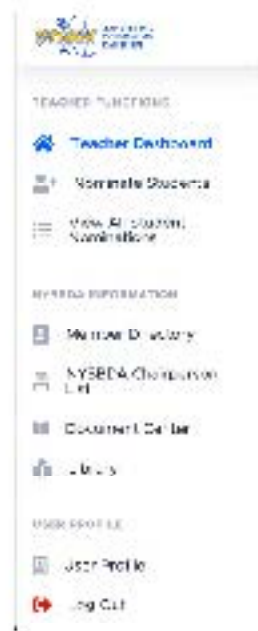 TEACHER FUNCTIONS
Teacher Dashboard
Nominate Students
View All Student
Nominations
NYSBDA INFORMATION
Member Directory
NYSBDA Chairperson
List
Document Center
Library
USER PROFILE
User Profile
Log Out